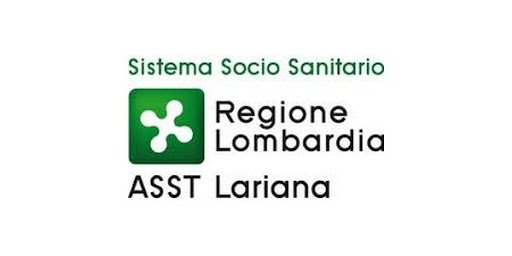 Sistema Socio Sanitario
Regione
Lombardia
ASST Lariana